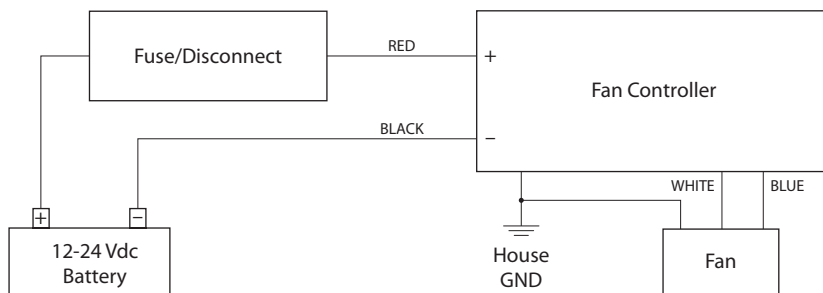 Fuse/Disconnect
RED
+
Fan Controller
BLACK
−
WHITE
BLUE
+
−
12-24 Vdc
Battery
House
GND
Fan